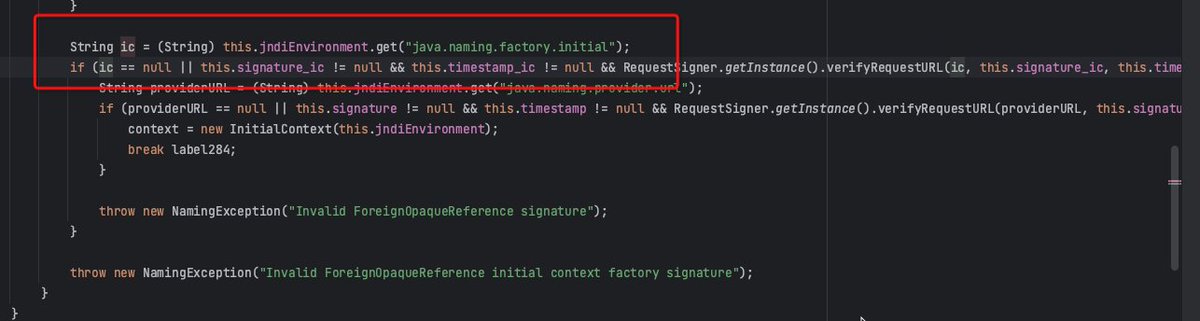 }
String ic = (String) this.jndiEnvironment.get("java.naming.factory.initial");
if (ic == null || this.signature_ic != null && this.timestamp_ic != null && RequestSigner.getInstance().verifyRequestURL(ic, this.signature_ic, this.time
String providerURL = (String) this.jndiEnvironment.get("java.naming.provider.url");
if (providerURL == null || this.signature != null && this.timestamp != null && RequestSigner.getInstance().verifyRequestURL(providerURL, this.signatu
context = new InitialContext(this.jndiEnvironment);
break label284;
}
throw new NamingException("Invalid ForeignOpaqueReference signature");
}
throw new NamingException("Invalid ForeignOpaqueReference initial context factory signature");
}
}